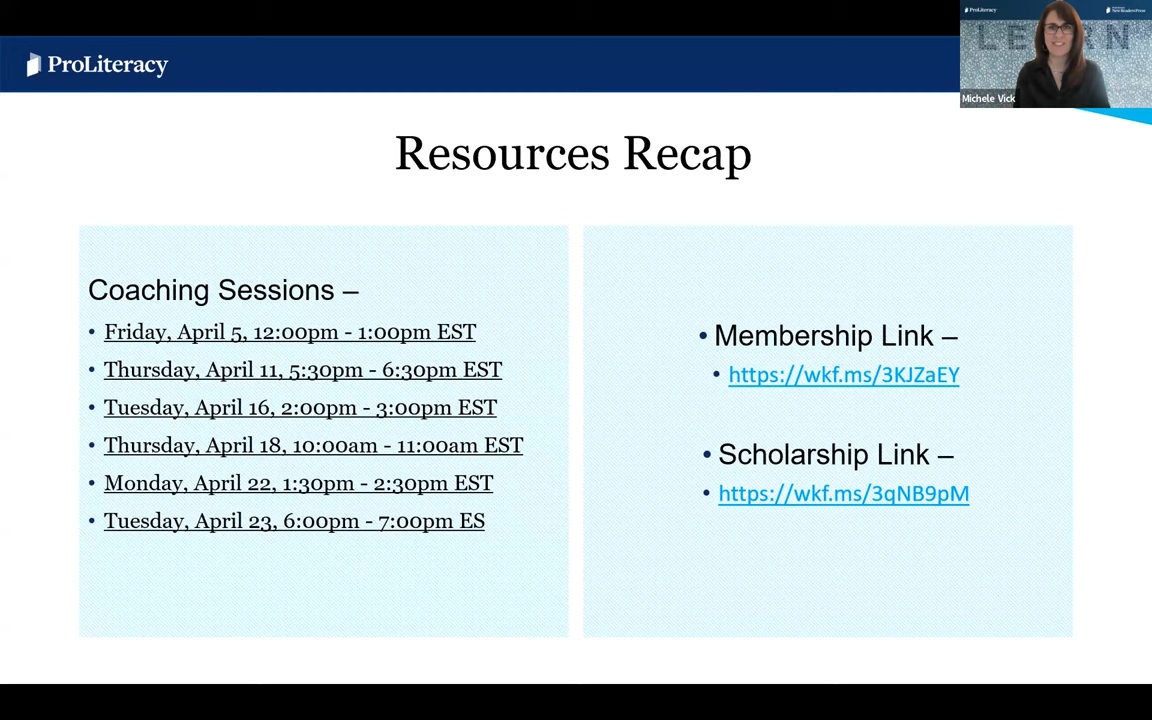 ProLiteracy
ProLiteracy
LEARN
Michele Vick
Resources Recap
Coaching Sessions –
• Friday, April 5, 12:00pm - 1:00pm EST
• Thursday, April 11, 5:30pm - 6:30pm EST
• Tuesday, April 16, 2:00pm - 3:00pm EST
• Thursday, April 18, 10:00am - 11:00am EST
• Monday, April 22, 1:30pm - 2:30pm EST
• Tuesday, April 23, 6:00pm - 7:00pm ES
• Membership Link –
• https://wkf.ms/3KJZaEY
• Scholarship Link –
• https://wkf.ms/3qNB9pM